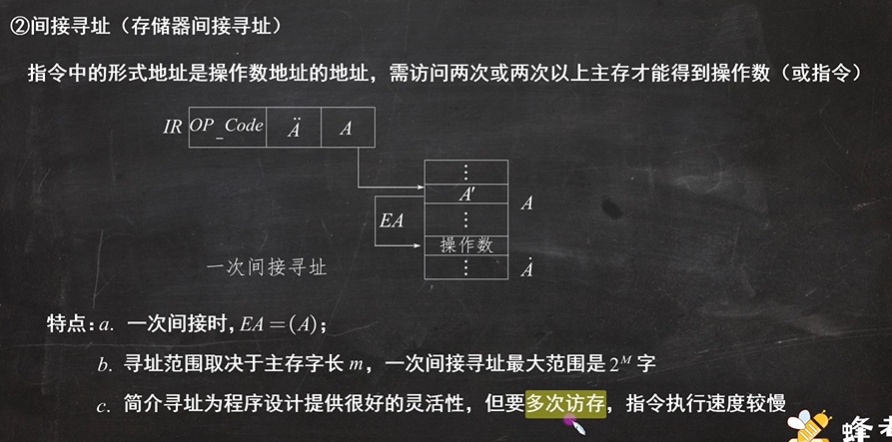 ②间接寻址（存储器间接寻址）
指令中的形式地址是操作数地址的地址，需访问两次或两次以上主存才能得到操作数（或指令）
IR OP_Code Ä A
⋮
A′ A
EA ⋮
操作数
一次间接寻址 ⋮ Ȧ
特点：a. 一次间接时，EA＝(A)；
b. 寻址范围取决于主存字长 m，一次间接寻址最大范围是 2ᴹ 字
c. 简介寻址为程序设计提供很好的灵活性，但要多次访存，指令执行速度较慢
蜂